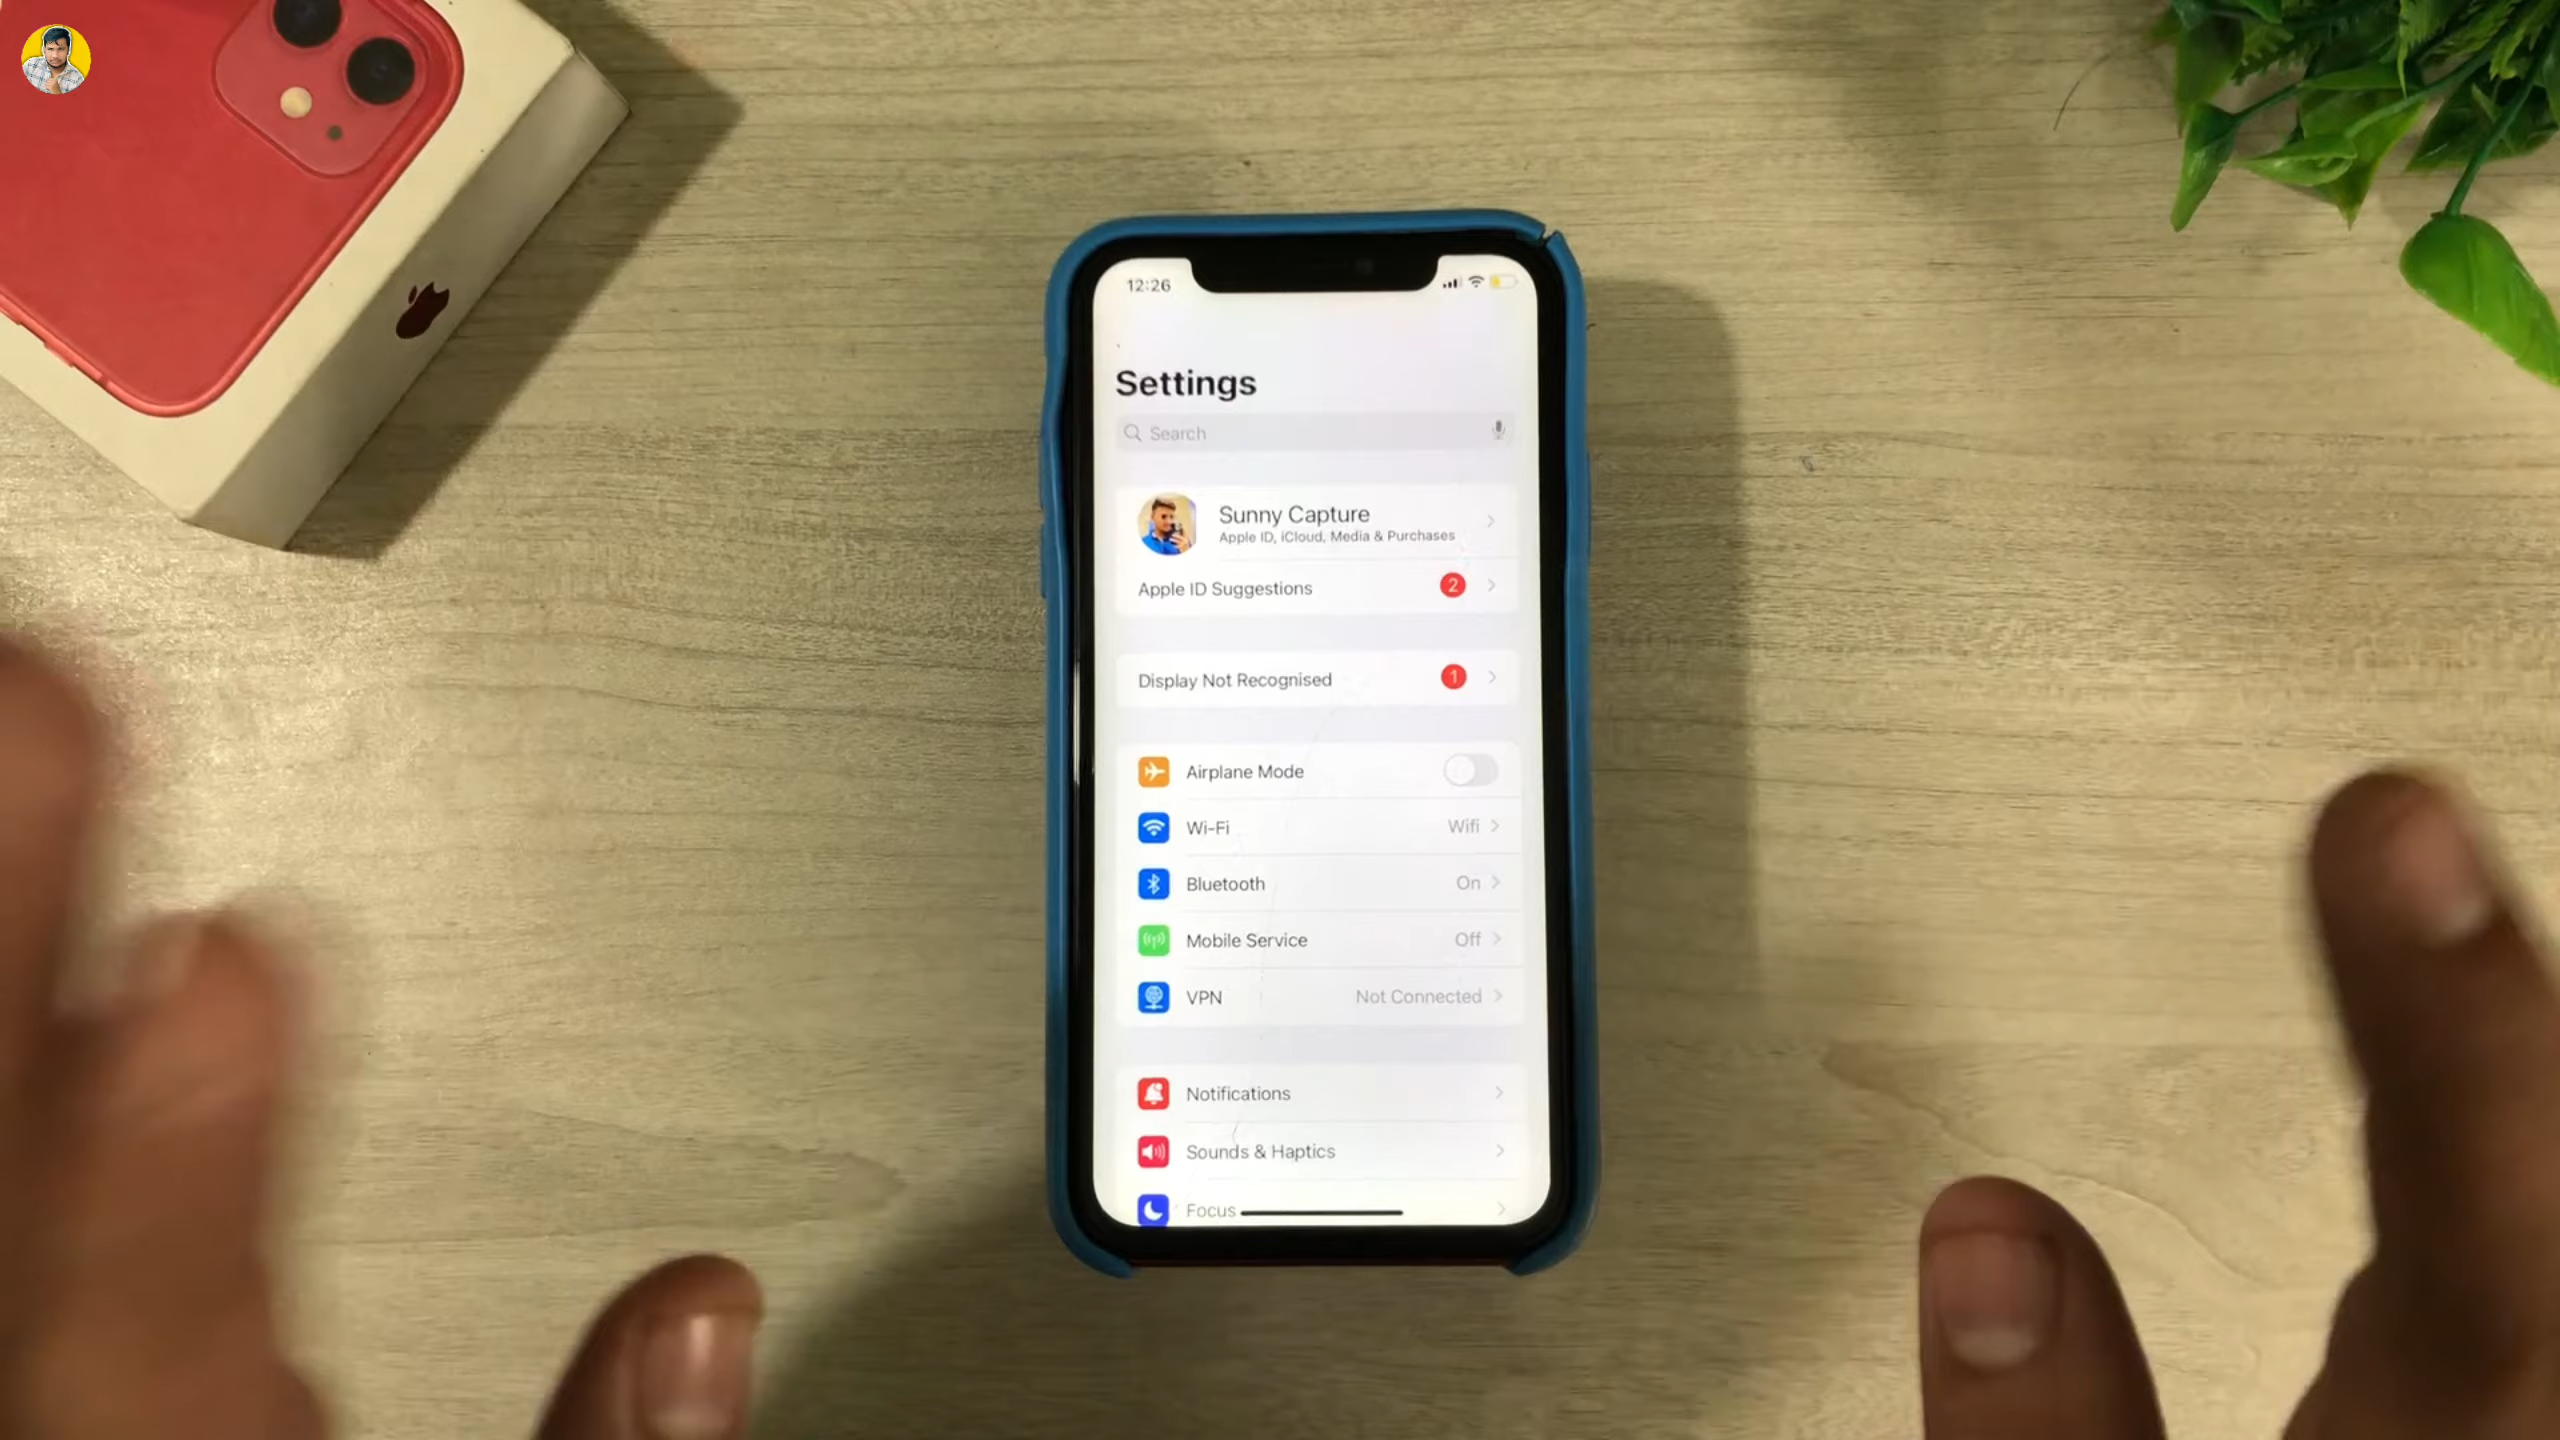 12:26
Settings
Search
Sunny Capture
Apple ID, iCloud, Media & Purchases
Apple ID Suggestions 2
Display Not Recognised 1
Airplane Mode
Wi-Fi Wifi
Bluetooth On
Mobile Service Off
VPN Not Connected
Notifications
Sounds & Haptics
Focus